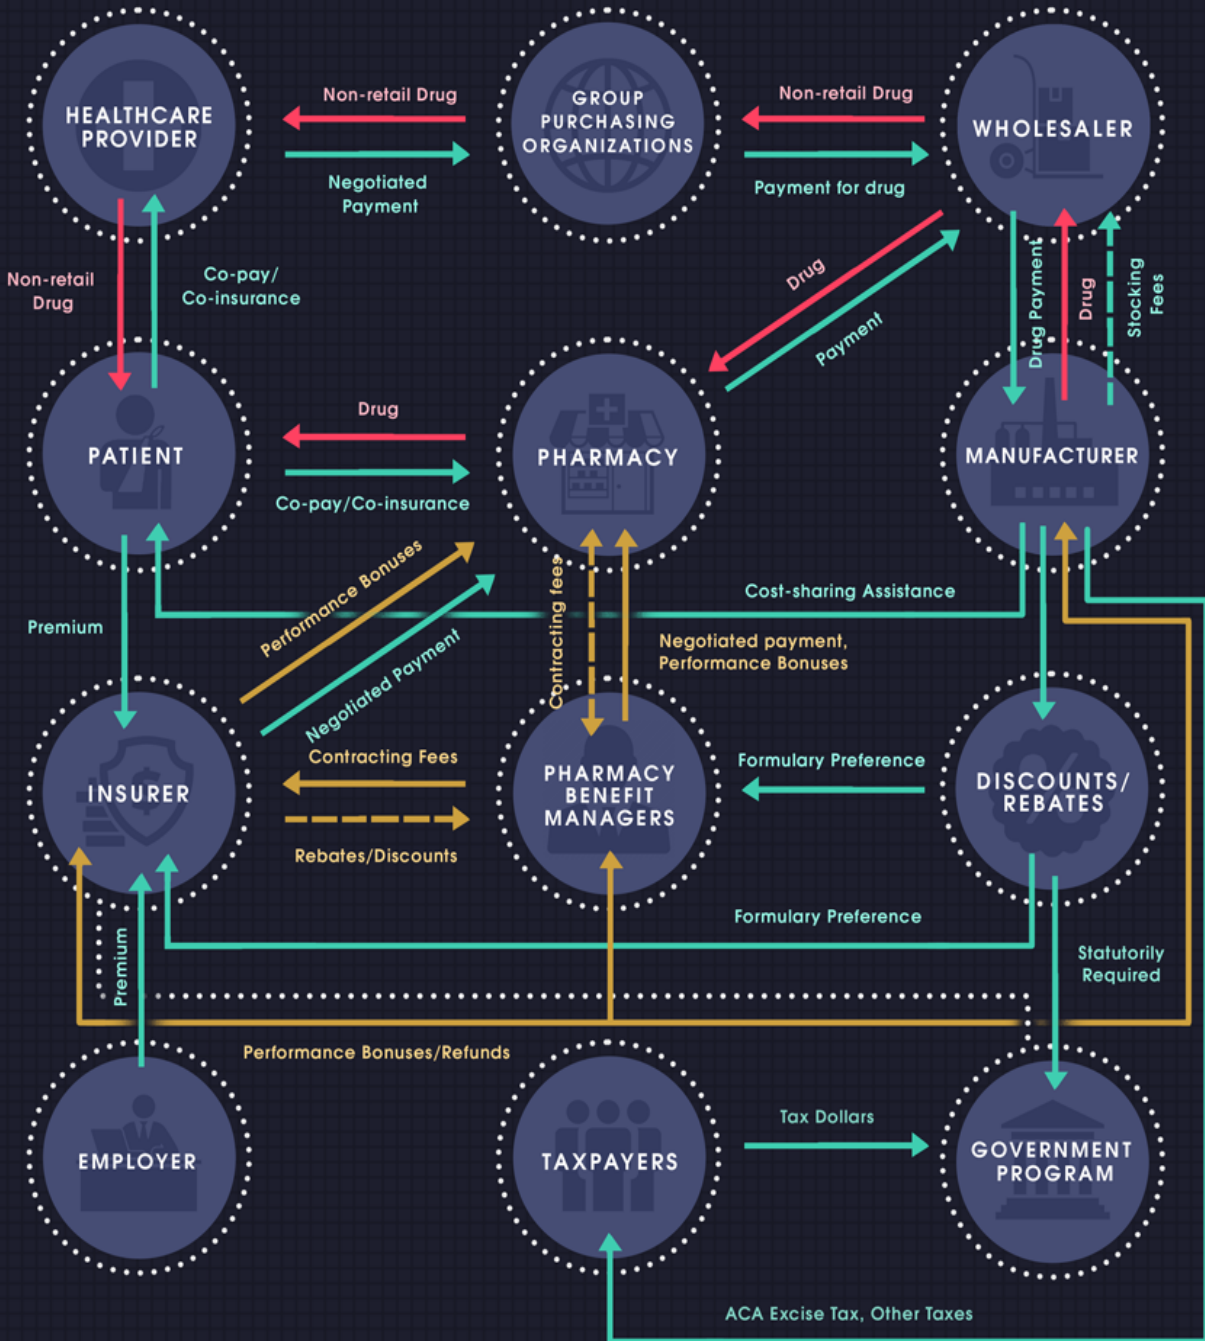 HEALTHCARE
PROVIDER
Non-retail Drug
Negotiated
Payment
GROUP
PURCHASING
ORGANIZATIONS
Non-retail Drug
Payment for drug
WHOLESALER
Non-retail
Drug
Co-pay/
Co-insurance
Drug
Payment
Drug Payment
Drug
Stocking
Fees
PATIENT
Drug
Co-pay/Co-insurance
PHARMACY
MANUFACTURER
Premium
Performance Bonuses
Negotiated Payment
Contracting fees
Cost-sharing Assistance
Negotiated payment,
Performance Bonuses
INSURER
Contracting Fees
Rebates/Discounts
PHARMACY
BENEFIT
MANAGERS
Formulary Preference
DISCOUNTS/
REBATES
Premium
Formulary Preference
Statutorily
Required
Performance Bonuses/Refunds
EMPLOYER
TAXPAYERS
Tax Dollars
GOVERNMENT
PROGRAM
ACA Excise Tax, Other Taxes